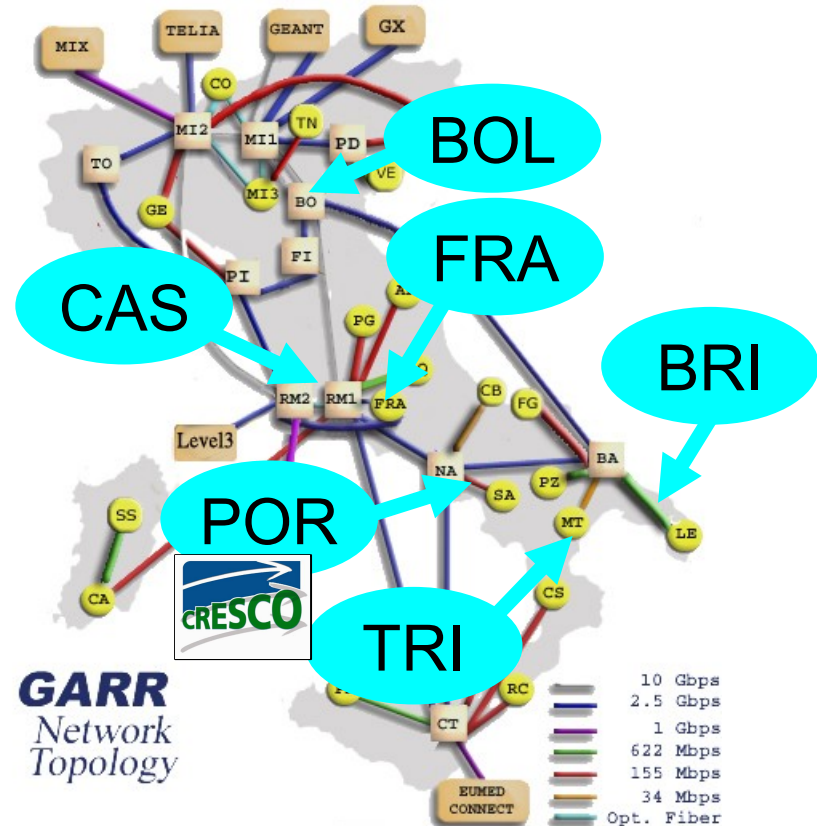 MIX
TELIA
GEANT
GX
CO
MI2
MI1
TN
PD
BOL
TO
VE
MI3
BO
GE
FI
FRA
PI
CAS
PG
BRI
RM2
RM1
FRA
CB
FG
Level3
NA
BA
PZ
SA
SS
POR
MT
LE
CA
CRESCO
CS
TRI
GARR
Network
Topology
RC
CT
EUMED
CONNECT
10 Gbps
2.5 Gbps
1 Gbps
622 Mbps
155 Mbps
34 Mbps
Opt. Fiber